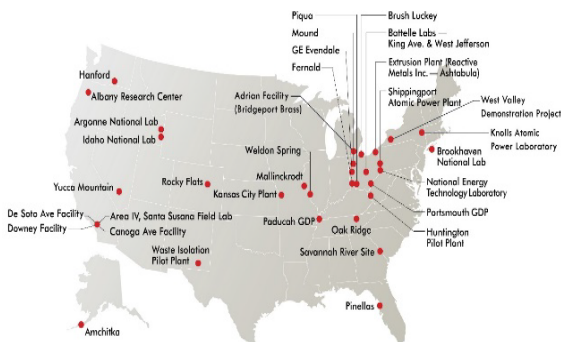 Piqua
Mound
GE Evendale
Fernald
Adrian Facility
(Bridgeport Brass)
Brush Luckey
Battelle Labs –
King Ave. & West Jefferson
Extrusion Plant (Reactive
Metals Inc. – Ashtabula)
Shippingport
Atomic Power Plant
West Valley
Demonstration Project
Knolls Atomic
Power Laboratory
Brookhaven
National Lab
National Energy
Technology Laboratory
Portsmouth GDP
Huntington
Pilot Plant
Hanford
Albany Research Center
Argonne National Lab
Idaho National Lab
Weldon Spring
Mallinckrodt
Rocky Flats
Kansas City Plant
Yucca Mountain
De Soto Ave Facility
Downey Facility
Area IV, Santa Susana Field Lab
Canoga Ave Facility
Paducah GDP
Oak Ridge
Waste Isolation
Pilot Plant
Savannah River Site
Pinellas
Amchitka